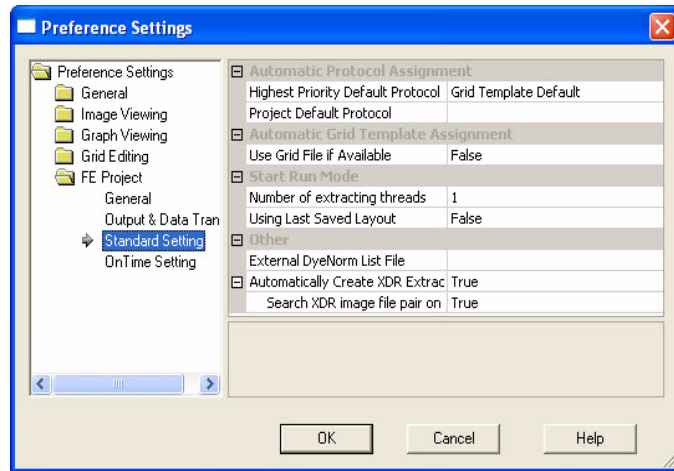 Preference Settings
Preference Settings
General
Image Viewing
Graph Viewing
Grid Editing
FE Project
General
Output & Data Tran
Standard Setting
OnTime Setting
Automatic Protocol Assignment
Highest Priority Default Protocol Grid Template Default
Project Default Protocol
Automatic Grid Template Assignment
Use Grid File if Available False
Start Run Mode
Number of extracting threads 1
Using Last Saved Layout False
Other
External DyeNorm List File
Automatically Create XDR Extrac True
Search XDR image file pair on True
OK Cancel Help